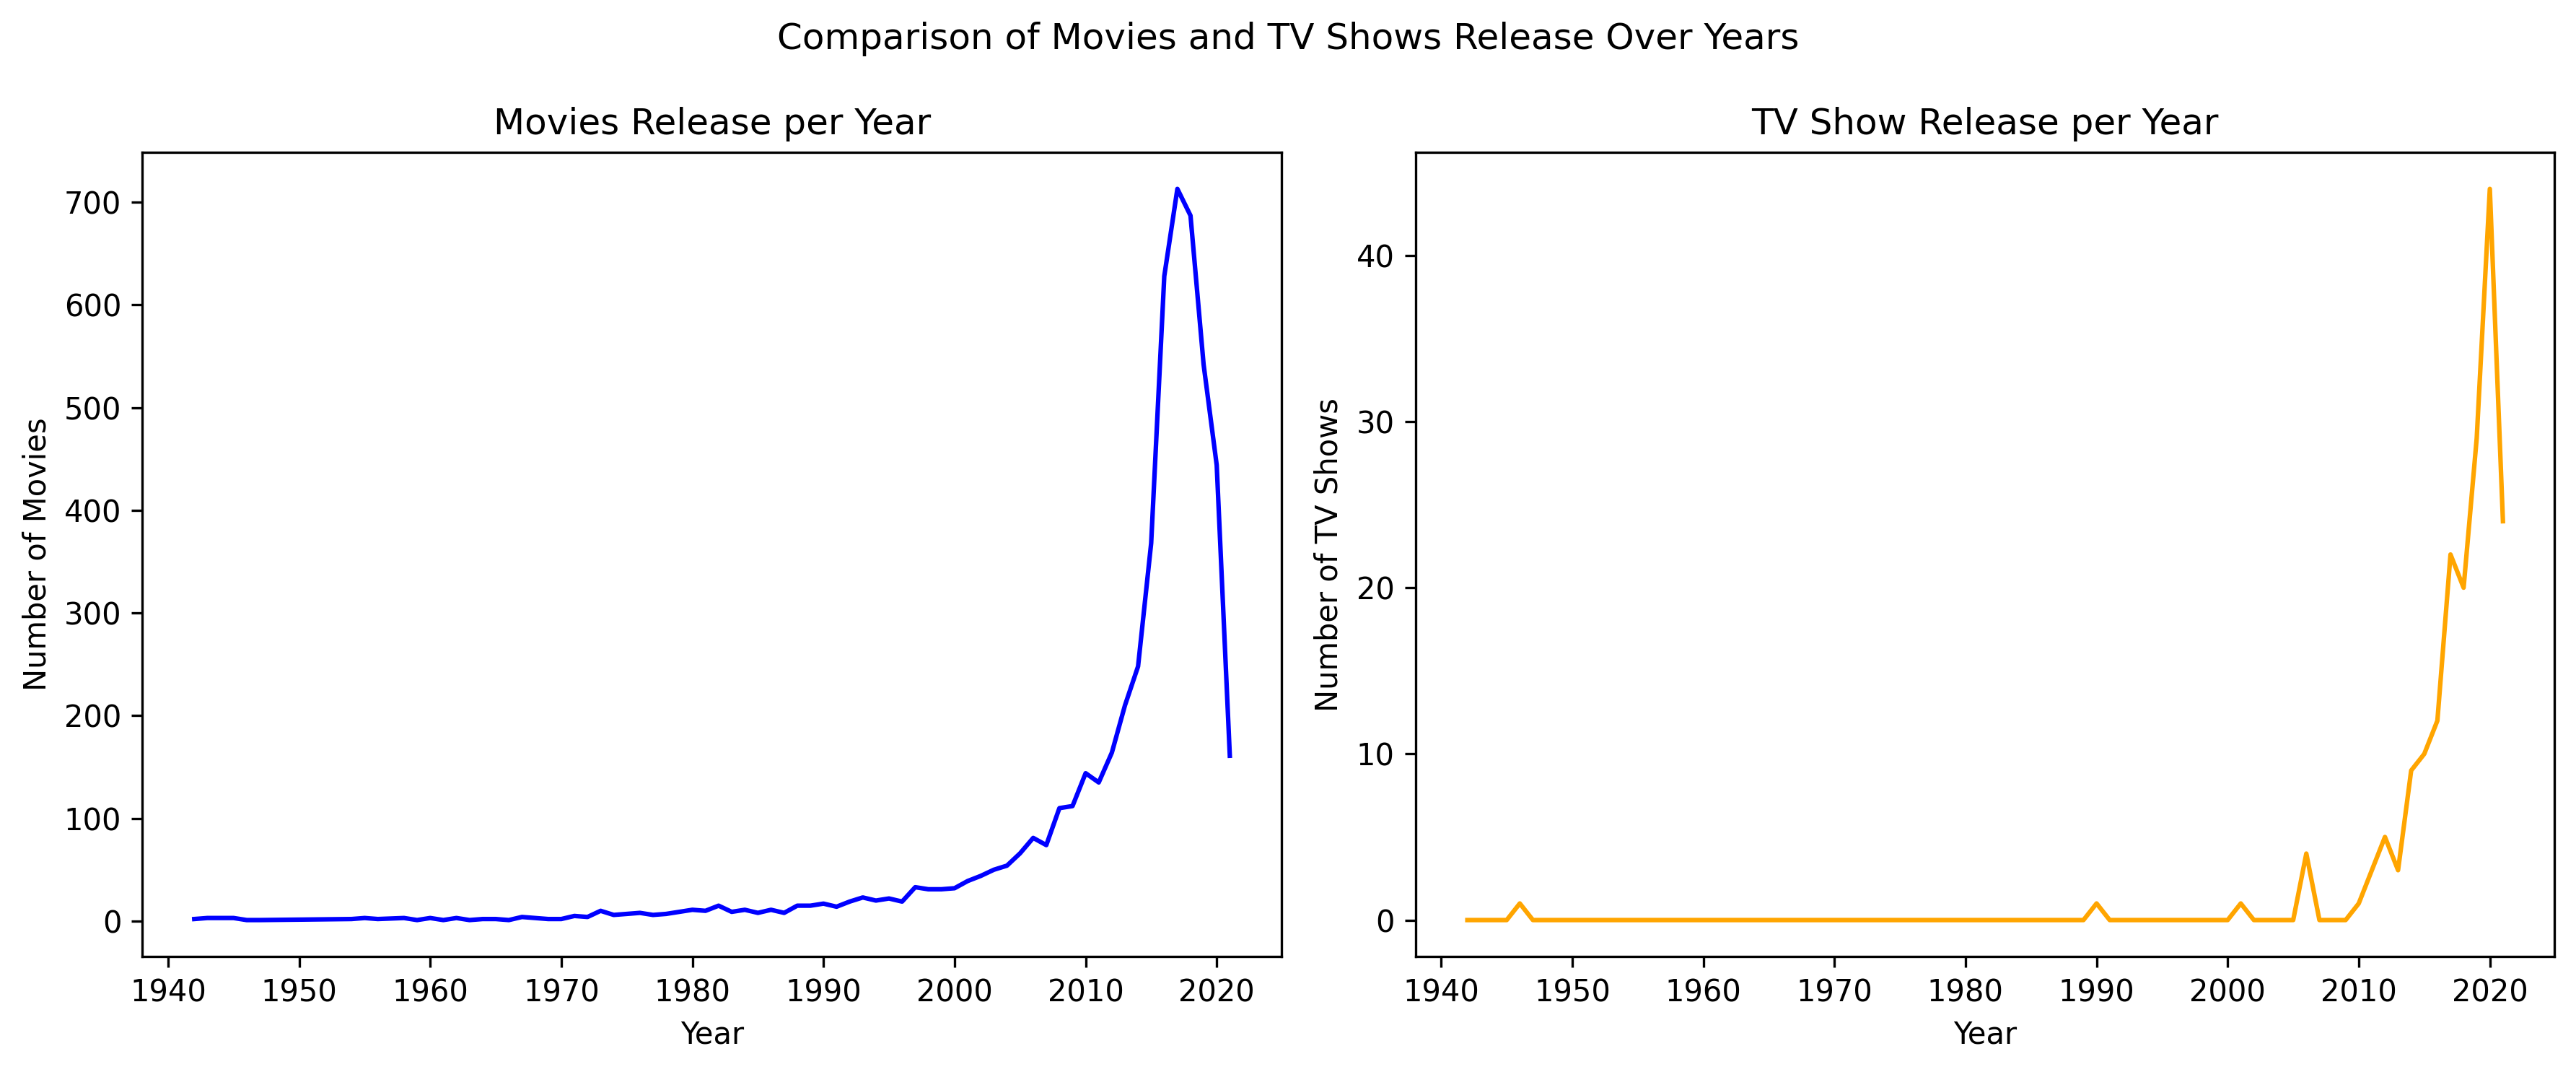 Comparison of Movies and TV Shows Release Over Years
Movies Release per Year
Number of Movies
700
600
500
400
300
200
100
0
1940 1950 1960 1970 1980 1990 2000 2010 2020
Year
TV Show Release per Year
Number of TV Shows
40
30
20
10
0
1940 1950 1960 1970 1980 1990 2000 2010 2020
Year